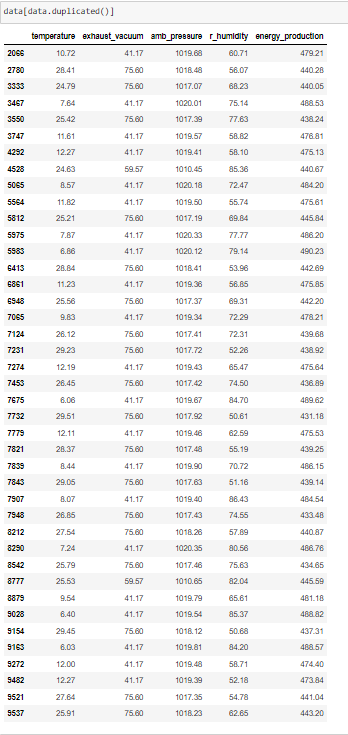 data[data.duplicated()]
temperature exhaust_vacuum amb_pressure r_humidity energy_production
2066 10.72 41.17 1019.68 60.71 479.21
2780 28.41 75.60 1018.48 56.07 440.28
3333 24.79 75.60 1017.07 68.23 440.05
3467 7.64 41.17 1020.01 75.14 488.53
3550 25.42 75.60 1017.39 77.63 438.24
3747 11.61 41.17 1019.57 58.82 476.81
4292 12.27 41.17 1019.41 58.10 475.13
4528 24.63 59.57 1010.45 85.36 440.67
5065 8.57 41.17 1020.18 72.47 484.20
5564 11.82 41.17 1019.50 55.74 475.61
5812 25.21 75.60 1017.19 69.84 445.84
5975 7.87 41.17 1020.33 77.77 486.20
5983 6.86 41.17 1020.12 79.14 490.23
6413 28.84 75.60 1018.41 53.96 442.69
6861 11.23 41.17 1019.36 56.85 475.85
6948 25.56 75.60 1017.37 69.31 442.20
7065 9.83 41.17 1019.34 72.29 478.21
7124 26.12 75.60 1017.41 72.31 439.68
7231 29.23 75.60 1017.72 52.26 438.92
7274 12.19 41.17 1019.43 65.47 475.64
7453 26.45 75.60 1017.42 74.50 436.89
7675 6.06 41.17 1019.67 84.70 489.62
7732 29.51 75.60 1017.92 50.61 431.18
7779 12.11 41.17 1019.46 62.59 475.53
7821 28.37 75.60 1017.48 55.19 439.25
7839 8.44 41.17 1019.90 70.72 486.15
7843 29.05 75.60 1017.63 51.16 439.14
7907 8.07 41.17 1019.40 86.43 484.54
7948 26.85 75.60 1017.43 74.55 433.48
8212 27.54 75.60 1018.26 57.89 440.87
8290 7.24 41.17 1020.35 80.56 486.76
8542 25.79 75.60 1017.46 75.63 434.65
8777 25.53 59.57 1010.65 82.04 445.59
8879 9.54 41.17 1019.79 65.61 481.18
9028 6.40 41.17 1019.54 85.37 488.82
9154 29.45 75.60 1018.12 50.68 437.31
9163 6.03 41.17 1019.81 84.20 488.57
9272 12.00 41.17 1019.48 58.71 474.40
9482 12.27 41.17 1019.39 52.18 473.84
9521 27.64 75.60 1017.35 54.78 441.04
9537 25.91 75.60 1018.23 62.65 443.20